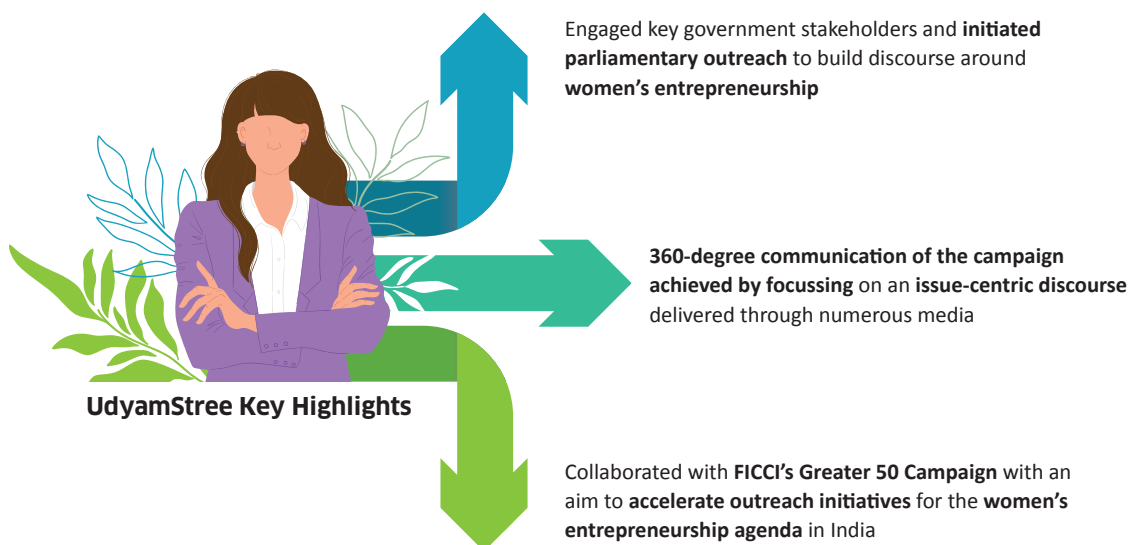 Engaged key government stakeholders and initiated
parliamentary outreach to build discourse around
women’s entrepreneurship
360-degree communication of the campaign
achieved by focussing on an issue-centric discourse
delivered through numerous media
UdyamStree Key Highlights
Collaborated with FICCI’s Greater 50 Campaign with an
aim to accelerate outreach initiatives for the women’s
entrepreneurship agenda in India